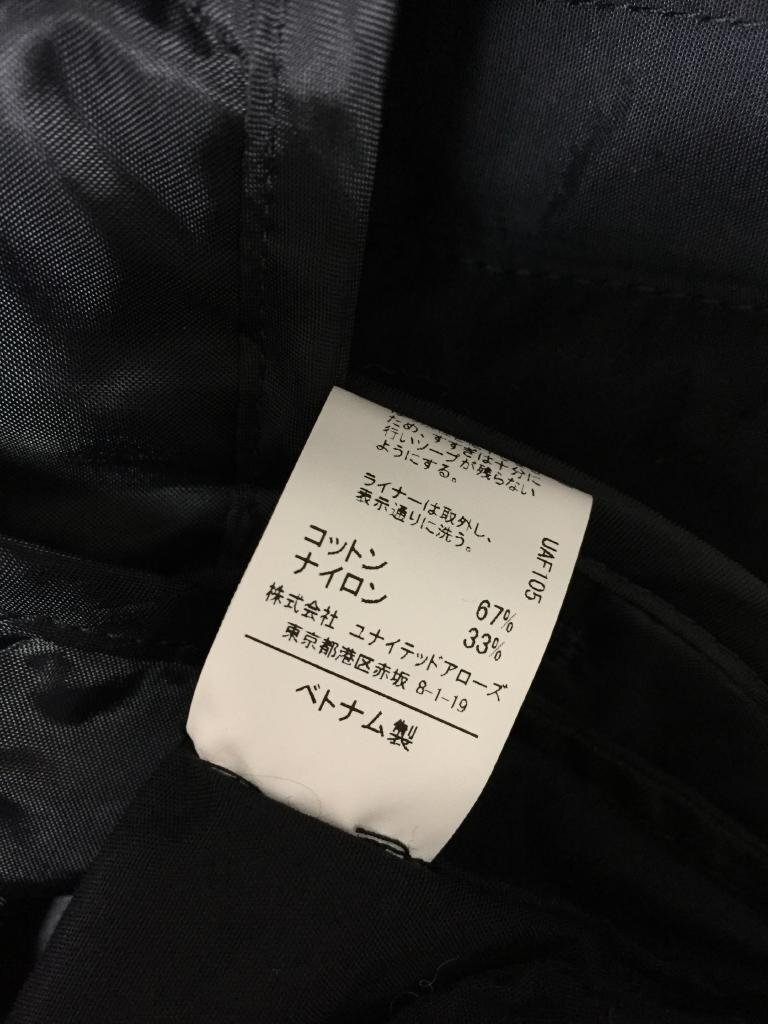 ため、すすぎは十分に
行いソープが残らない
ようにする。
ライナーは取外し、
表示通りに洗う。
UAF105
コットン 67%
ナイロン 33%
株式会社 ユナイテッドアローズ
東京都港区赤坂 8-1-19
ベトナム製